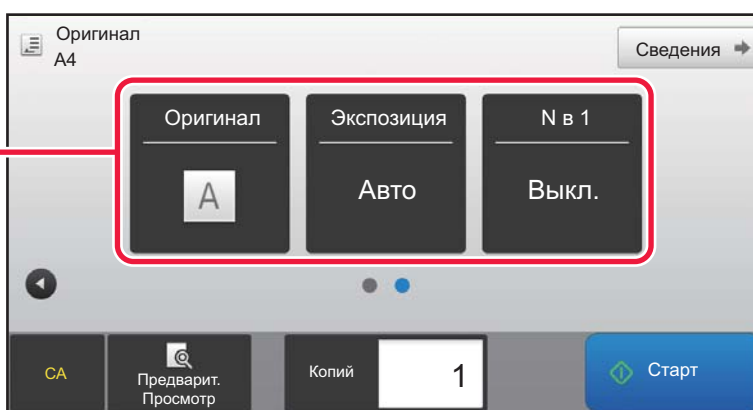 Оригинал
A4
Сведения
Оригинал
Экспозиция
N в 1
A
Авто
Выкл.
CA
Предварит.
Просмотр
Копий
1
Старт